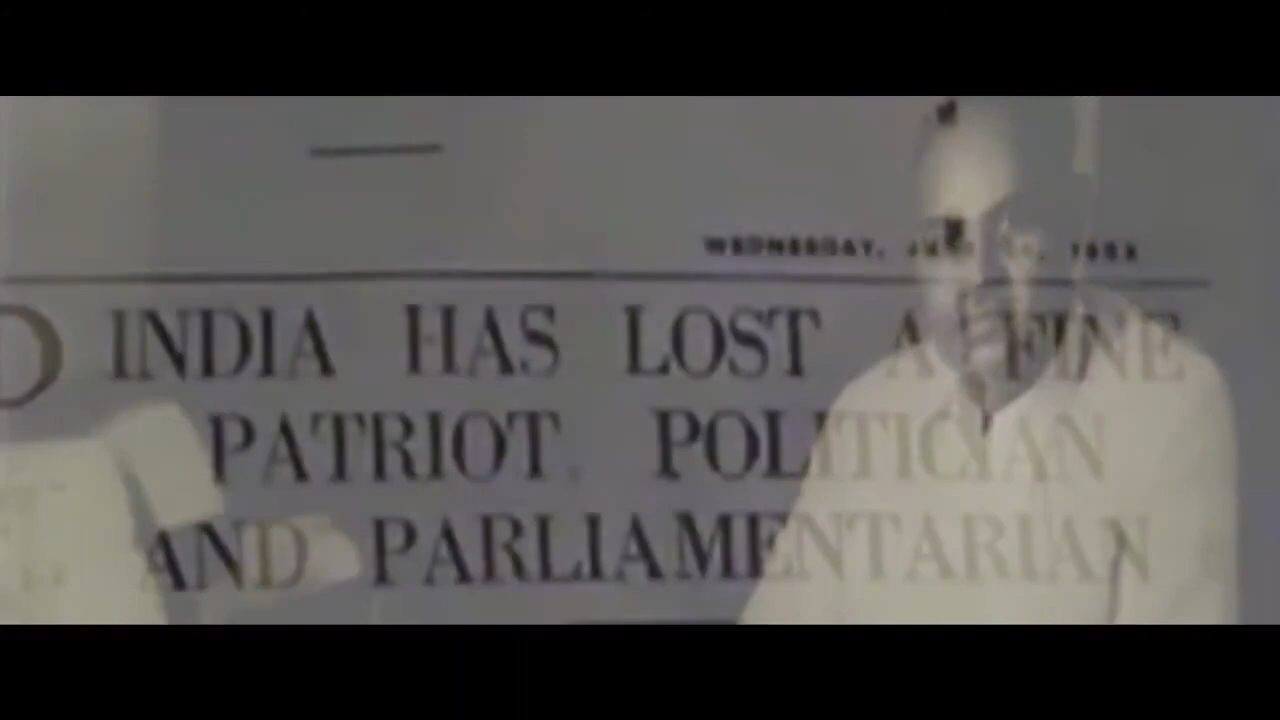 WEDNESDAY,
D INDIA HAS LOST A FINE
PATRIOT, POLITICIAN
AND PARLIAMENTARIAN